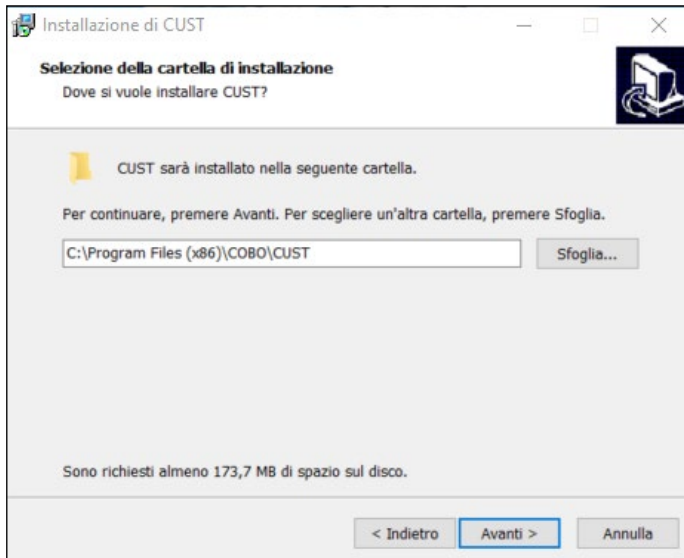 Installazione di CUST
Selezione della cartella di installazione
Dove si vuole installare CUST?
CUST sarà installato nella seguente cartella.
Per continuare, premere Avanti. Per scegliere un'altra cartella, premere Sfoglia.
C:\Program Files (x86)\COBO\CUST
Sfoglia...
Sono richiesti almeno 173,7 MB di spazio sul disco.
< Indietro
Avanti >
Annulla